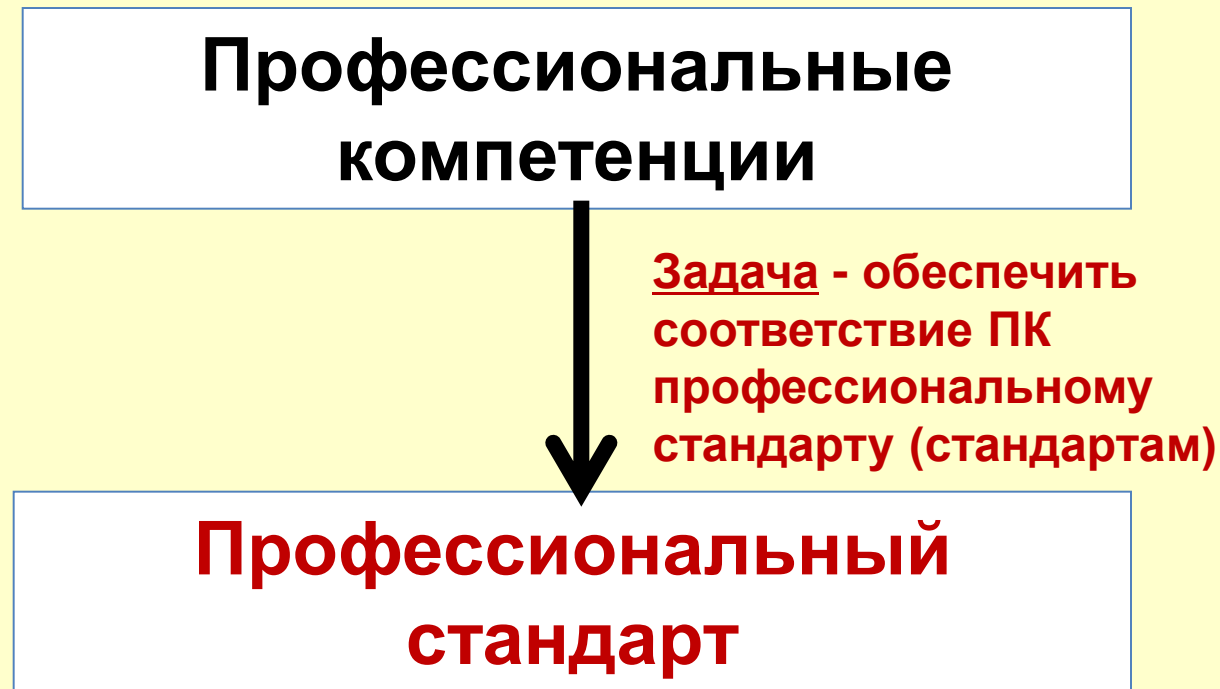 Профессиональные
компетенции
Задача - обеспечить
соответствие ПК
профессиональному
стандарту (стандартам)
Профессиональный
стандарт